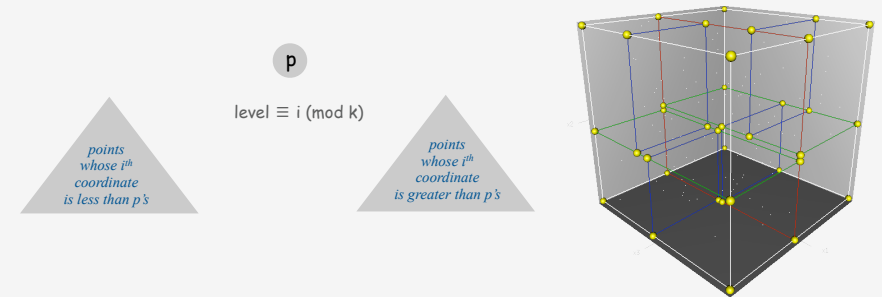 p
level ≡ i (mod k)
points
whose iᵗʰ
coordinate
is less than p's
points
whose iᵗʰ
coordinate
is greater than p's